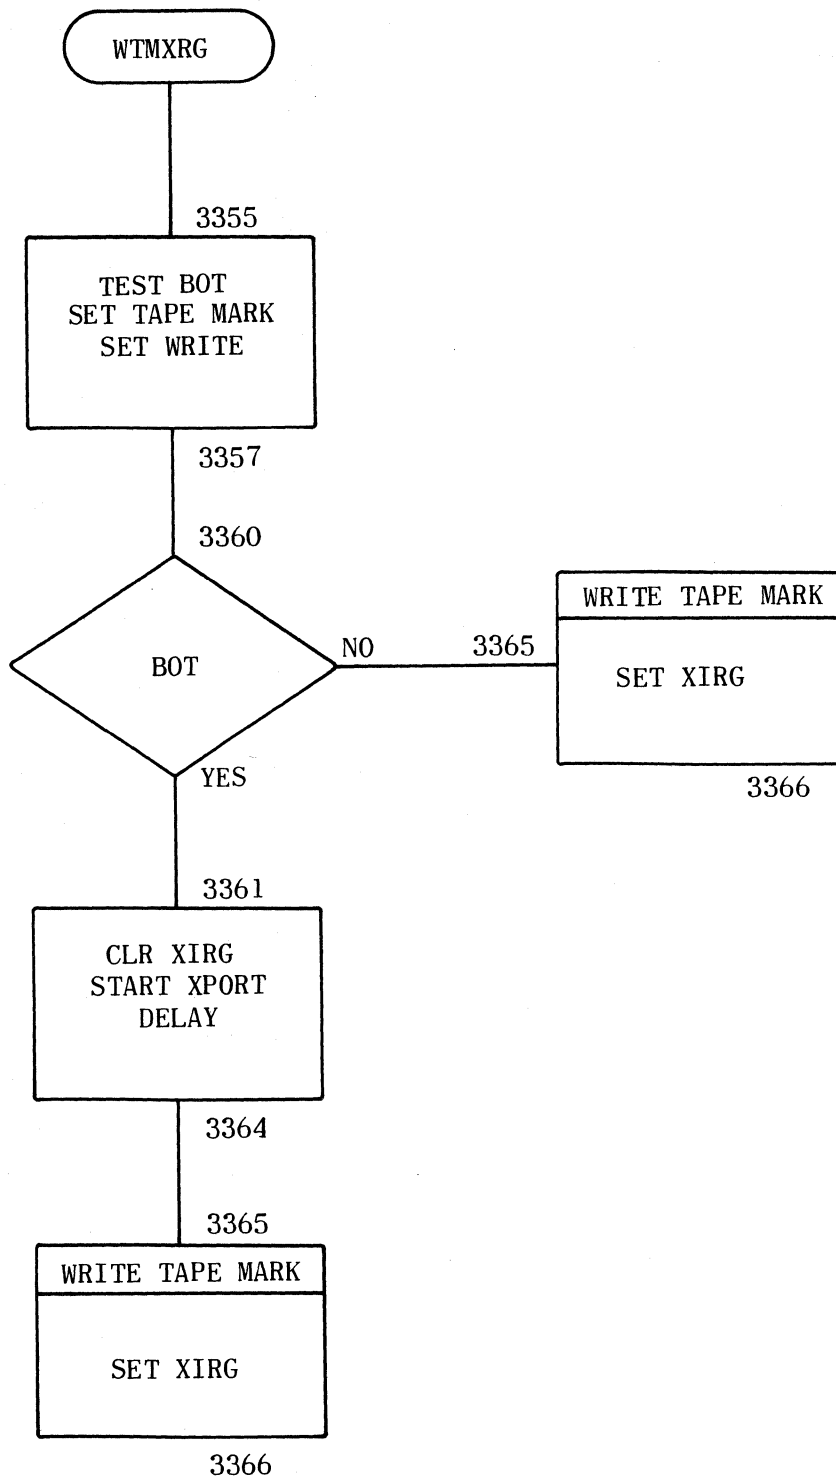 WTMXRG
3355
TEST BOT
SET TAPE MARK
SET WRITE
3357
3360
BOT
NO
3365
WRITE TAPE MARK
SET XIRG
3366
YES
3361
CLR XIRG
START XPORT
DELAY
3364
3365
WRITE TAPE MARK
SET XIRG
3366